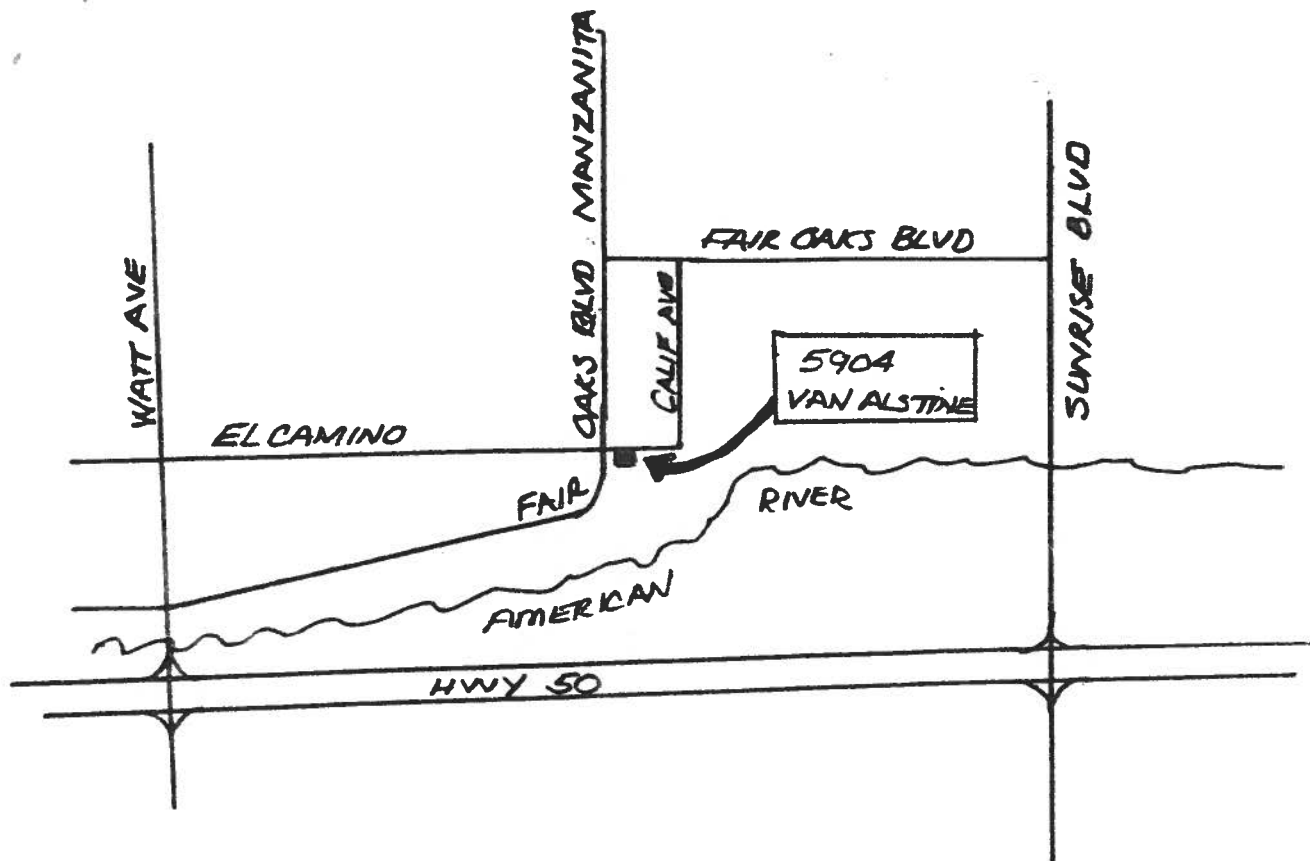 MANZANITA
OAKS BLVD
FAIR OAKS BLVD
SUNRISE BLVD
WATT AVE
CALIF AVE
5904
VAN ALSTINE
EL CAMINO
FAIR
RIVER
AMERICAN
HWY 50